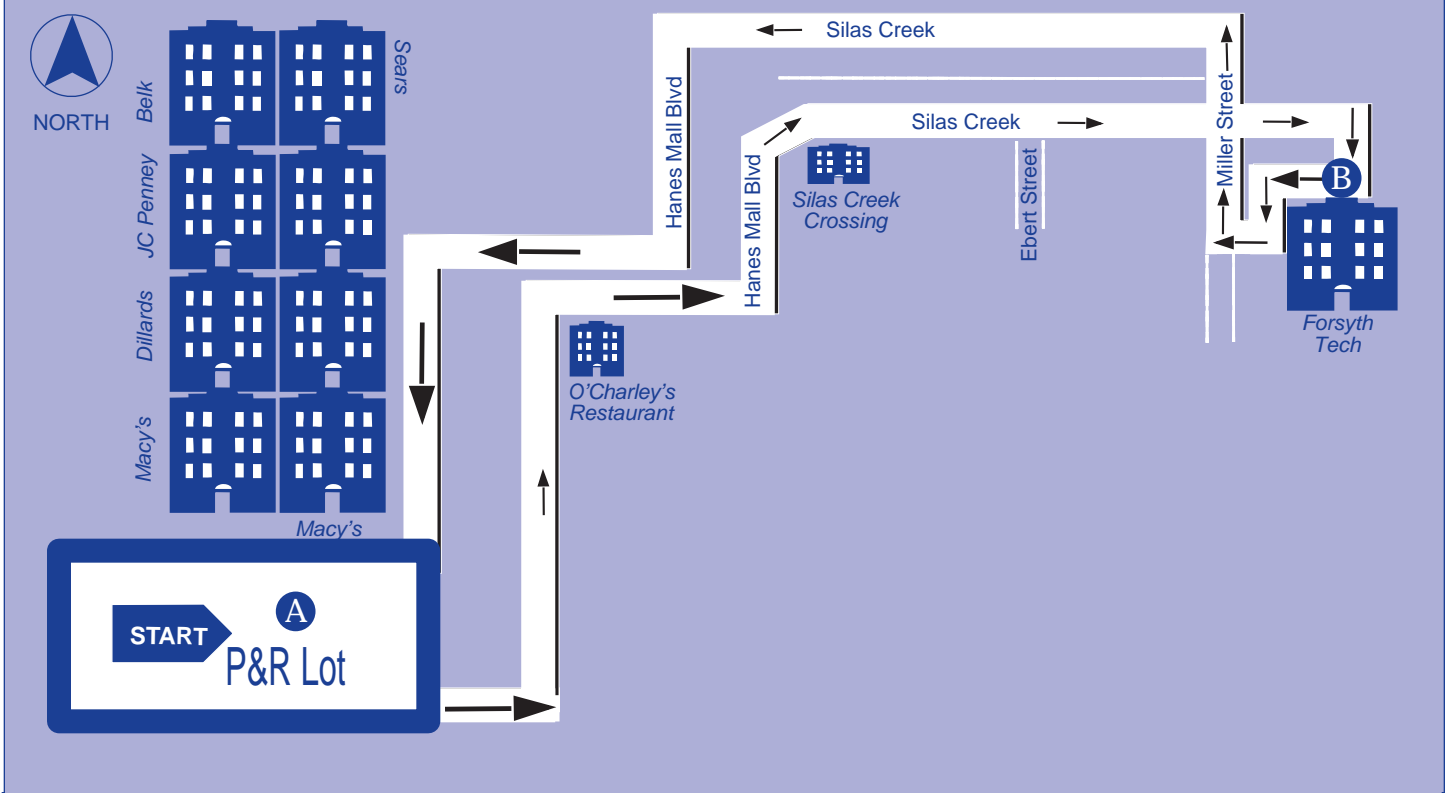 NORTH
Belk
Sears
JC Penney
Dillards
Macy's
Macy's
START
A
P&R Lot
O'Charley's
Restaurant
Hanes Mall Blvd
Hanes Mall Blvd
Silas Creek
Silas Creek
Silas Creek
Crossing
Ebert Street
Miller Street
B
Forsyth
Tech